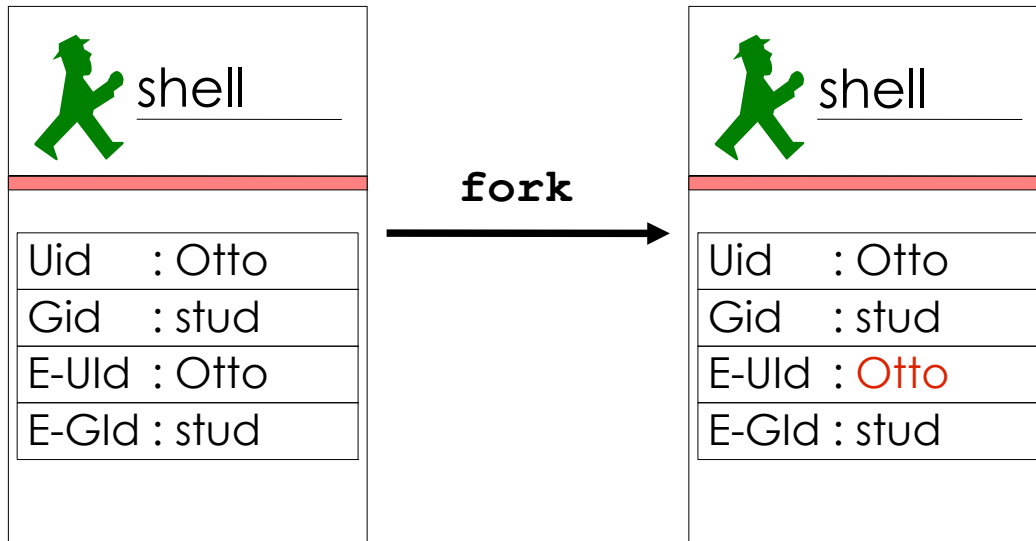 shell
Uid : Otto
Gid : stud
E-UId : Otto
E-GId : stud
fork
shell
Uid : Otto
Gid : stud
E-UId : Otto
E-GId : stud